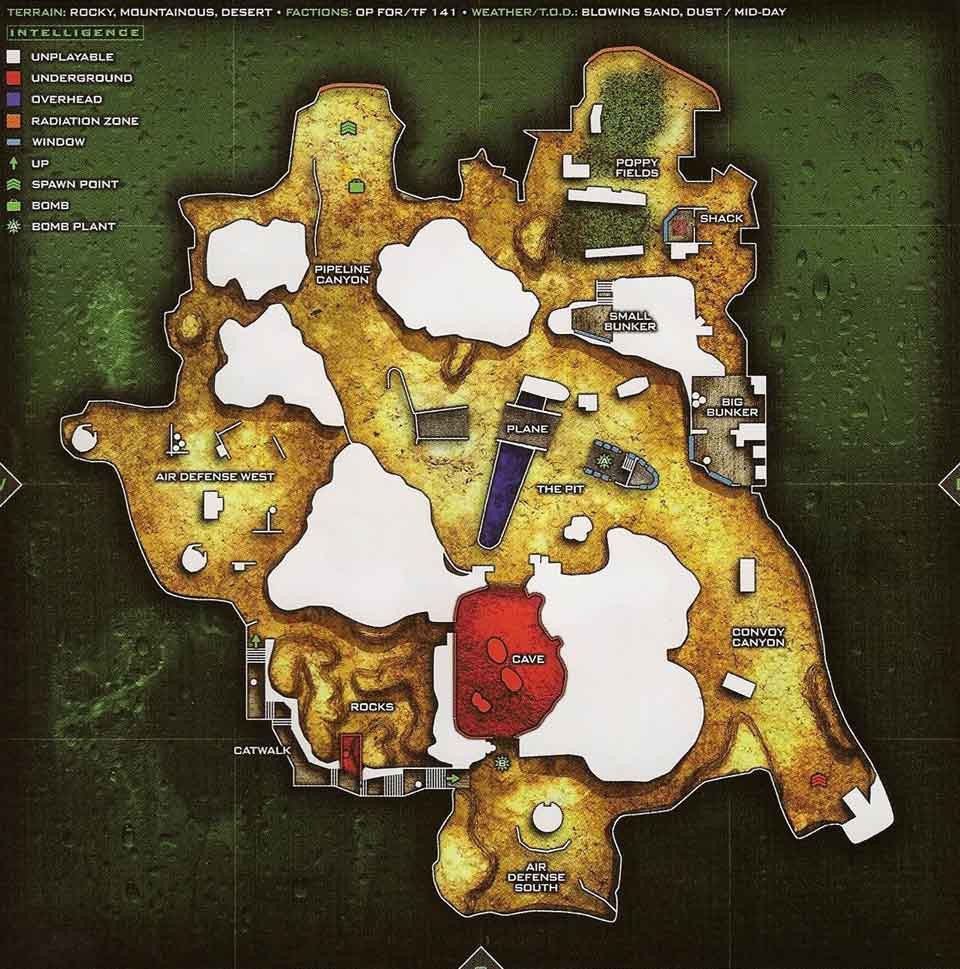 TERRAIN: ROCKY, MOUNTAINOUS, DESERT • FACTIONS: OP FOR/TF 141 • WEATHER/T.O.D.: BLOWING SAND, DUST / MID-DAY
INTELLIGENCE
UNPLAYABLE
UNDERGROUND
OVERHEAD
RADIATION ZONE
WINDOW
UP
SPAWN POINT
BOMB
BOMB PLANT
POPPY
FIELDS
SHACK
PIPELINE
CANYON
SMALL
BUNKER
BIG
BUNKER
PLANE
A
AIR DEFENSE WEST
THE PIT
CONVOY
CANYON
CAVE
ROCKS
CATWALK
B
AIR
DEFENSE
SOUTH